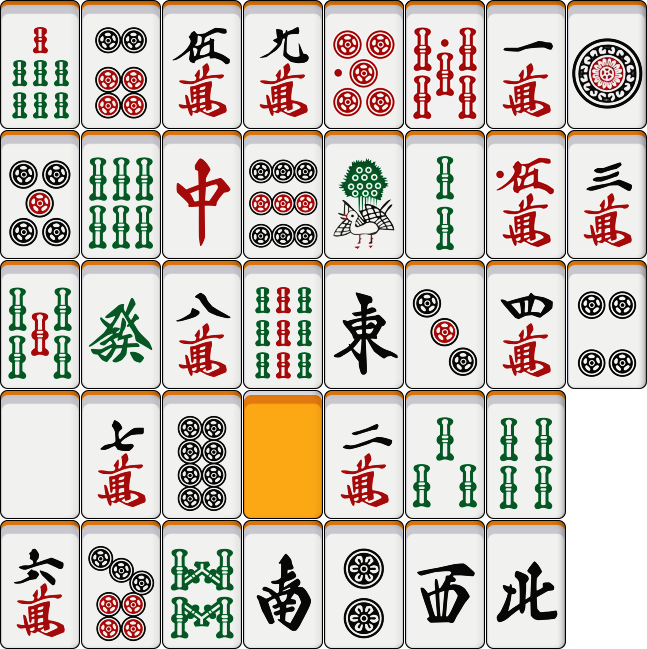 伍萬 九萬 一萬
中 伍萬 三萬
發 八萬 東 四萬
七萬 二萬
六萬 南 西 北